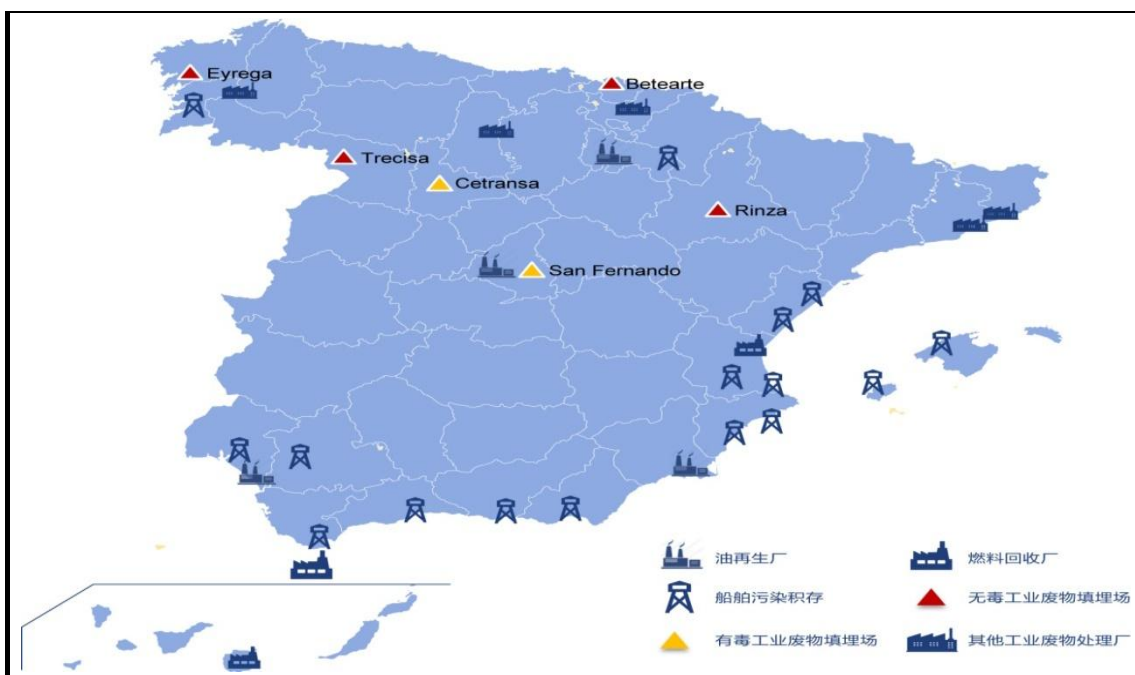 Eyrega
Betearte
Trecisa
Cetransa
Rinza
San Fernando
油再生厂
燃料回收厂
船舶污染积存
无毒工业废物填埋场
有毒工业废物填埋场
其他工业废物处理厂